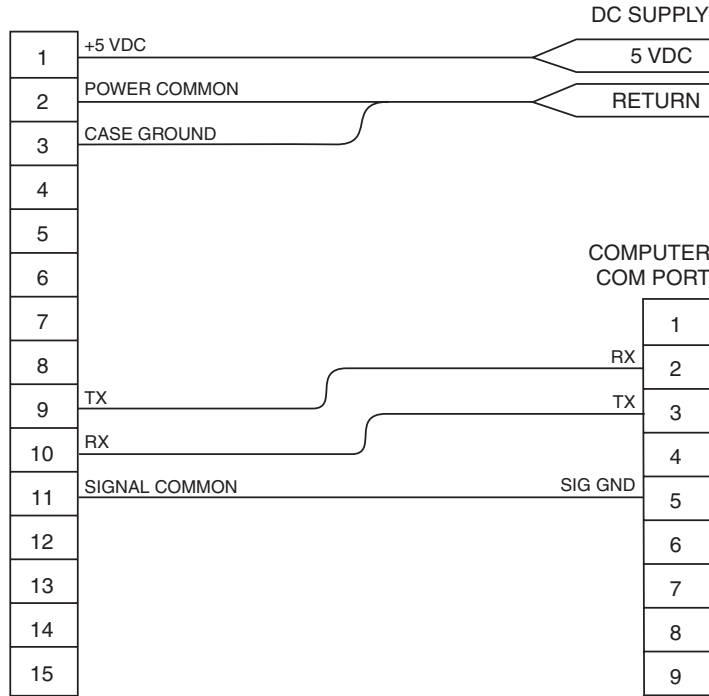 DC SUPPLY
1 +5 VDC 5 VDC
2 POWER COMMON RETURN
3 CASE GROUND
4
5
COMPUTER
6 COM PORT
7 1
8 RX 2
9 TX TX 3
10 RX 4
11 SIGNAL COMMON SIG GND 5
12 6
13 7
14 8
15 9